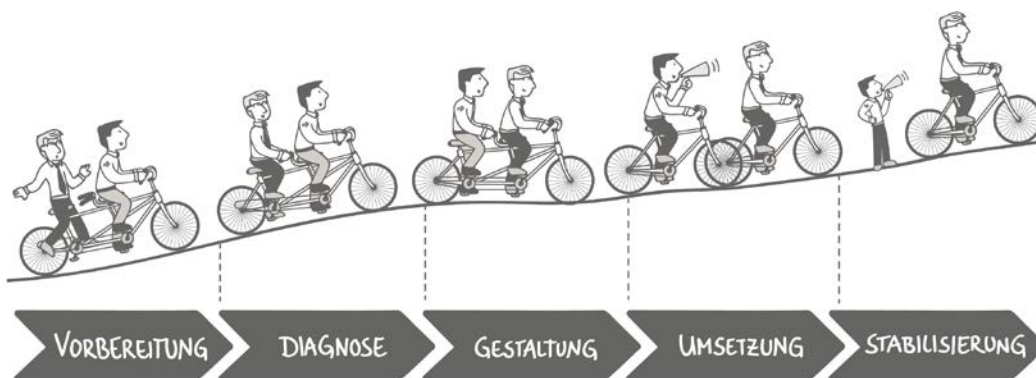 VORBEREITUNG
DIAGNOSE
GESTALTUNG
UMSETZUNG
STABILISIERUNG